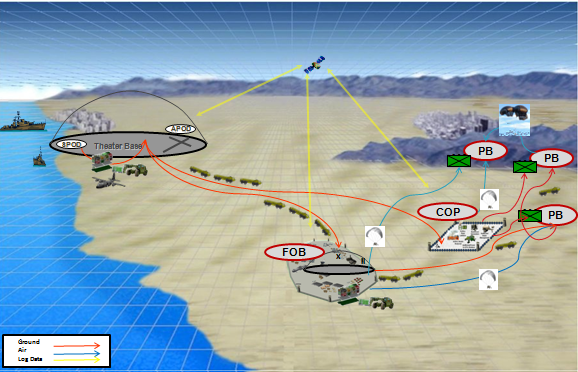 APOD
SPOD
Theater Base
PB
PB
COP
PB
FOB
X
Ground
Air
Log Data